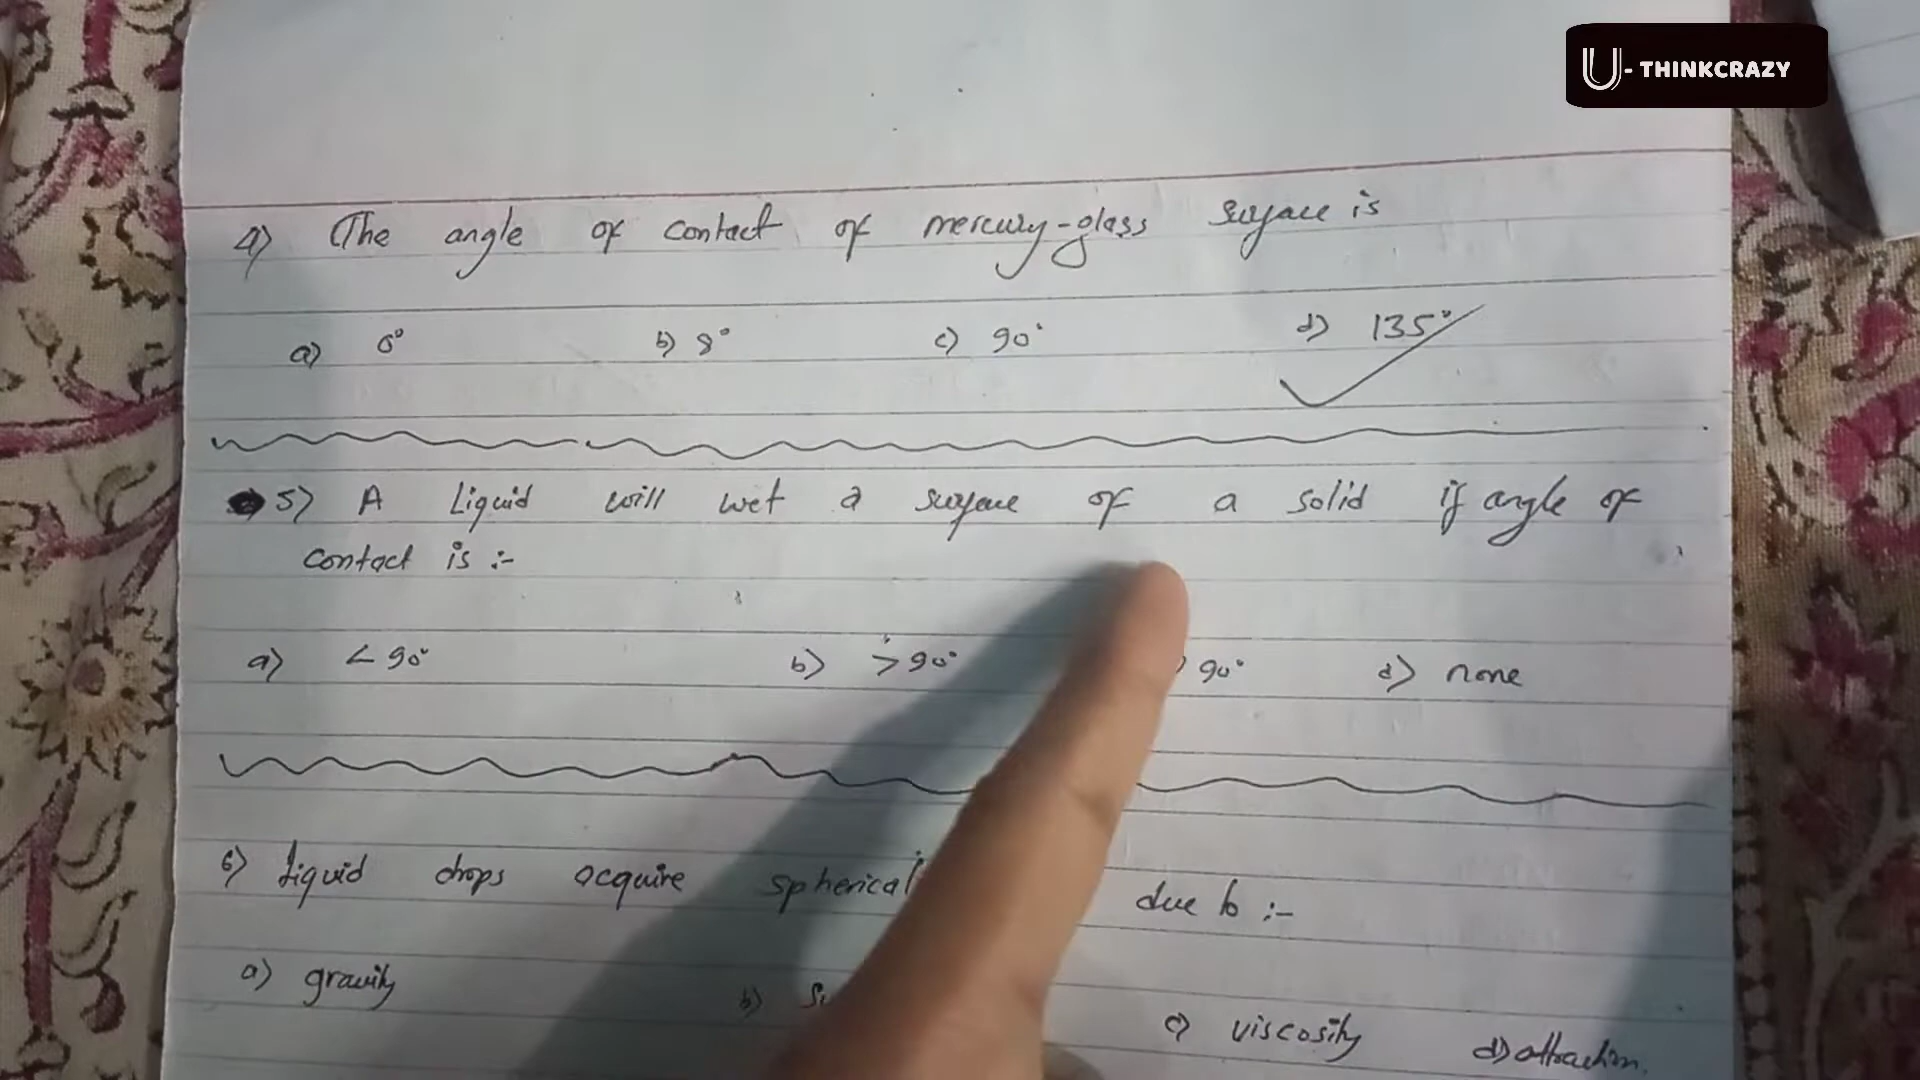 U - THINKCRAZY
4) The angle of contact of mercury-glass surface is
a) 0° b) 8° c) 90° d) 135°
5) A liquid will wet a surface of a solid if angle of
contact is :-
a) < 90° b) > 90° ) 90° d) none
6) liquid drops acquire spherical due to :-
a) gravity b) c) viscosity d) attraction.